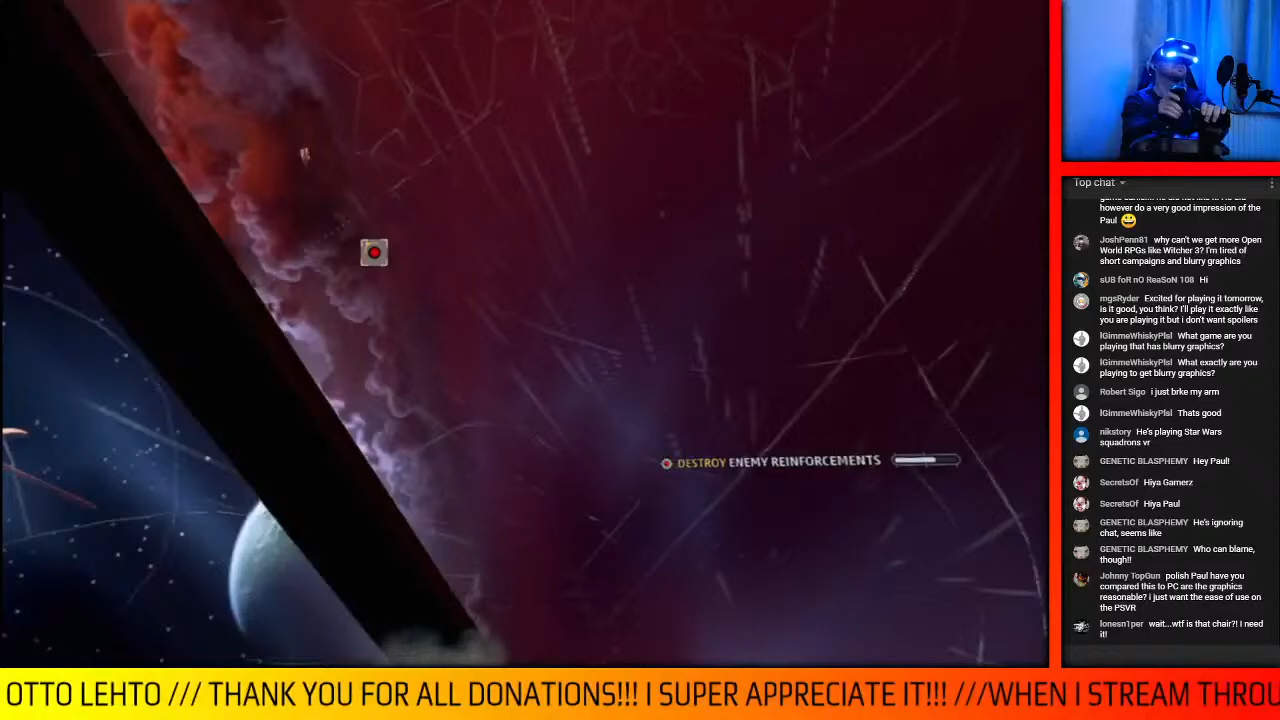 Top chat
however do a very good impression of the
Paul
JoshPenn81 why can't we get more Open
World RPGs like Witcher 3? I'm tired of
short campaigns and blurry graphics
sUB foR nO ReaSoN 108 Hi
mgsRyder Excited for playing it tomorrow,
is it good, you think? I'll play it exactly like
you are playing it but i don't want spoilers
lGimmeWhiskyPlsl What game are you
playing that has blurry graphics?
lGimmeWhiskyPlsl What exactly are you
playing to get blurry graphics?
Robert Sigo i just brke my arm
lGimmeWhiskyPlsl Thats good
nikstory He's playing Star Wars
squadrons vr
GENETIC BLASPHEMY Hey Paul!
SecretsOf Hiya Gamerz
SecretsOf Hiya Paul
GENETIC BLASPHEMY He's ignoring
chat, seems like
GENETIC BLASPHEMY Who can blame,
though!!
Johnny TopGun polish Paul have you
compared this to PC are the graphics
reasonable? i just want the ease of use on
the PSVR
lonesn1per wait...wtf is that chair?! I need
it!
DESTROY ENEMY REINFORCEMENTS
OTTO LEHTO /// THANK YOU FOR ALL DONATIONS!!! I SUPER APPRECIATE IT!!! ///WHEN I STREAM THROU